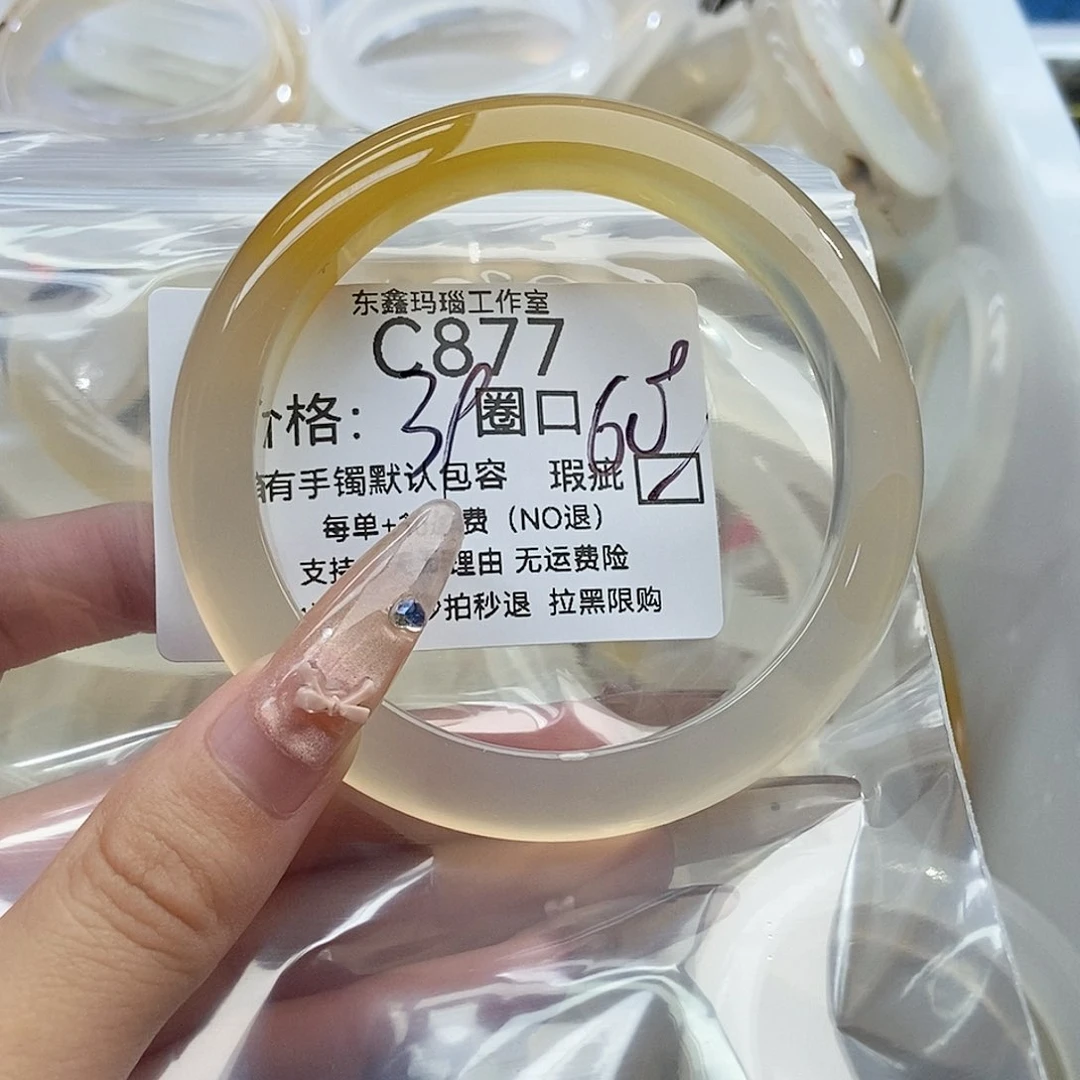 东鑫玛瑙工作室
C877
价格: 圈口
有手镯默认包容 瑕疵
每单+ 费（NO退）
支持 理由 无运费险
秒拍秒退 拉黑限购